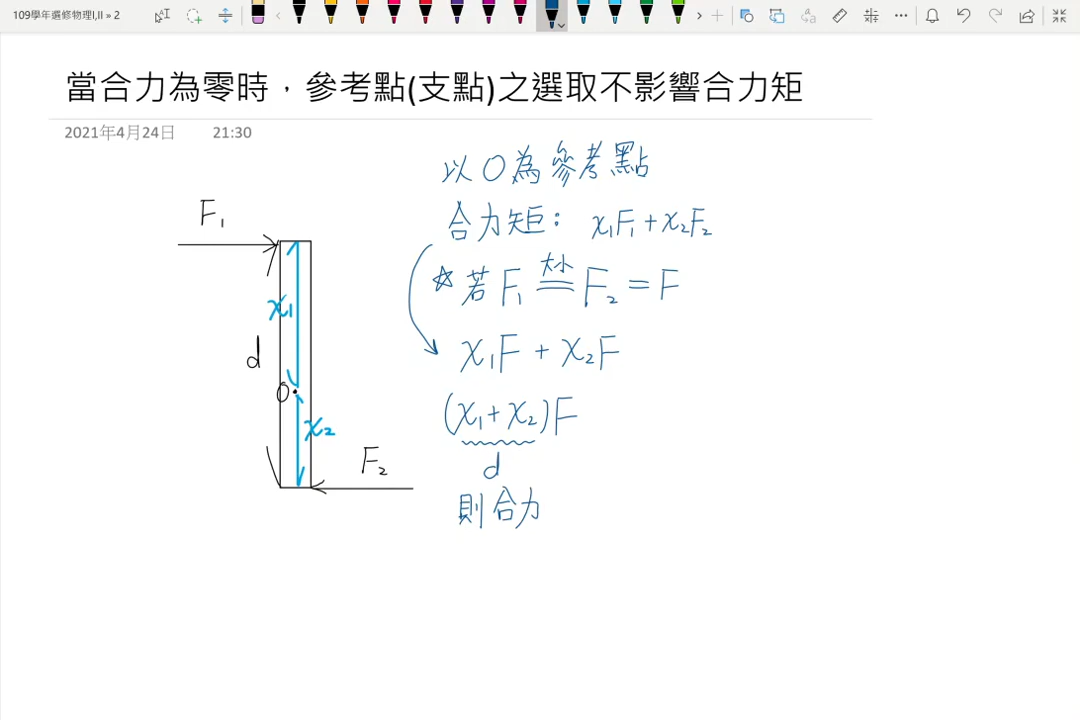 109學年選修物理I,II » 2
當合力為零時，參考點(支點)之選取不影響合力矩
2021年4月24日 21:30
以O為參考點
合力矩： x₁F₁+x₂F₂
☆若 F₁ 大小＝ F₂ = F
x₁F + x₂F
(x₁+x₂)F
d
則合力
F₁
x₁
d
O
x₂
F₂